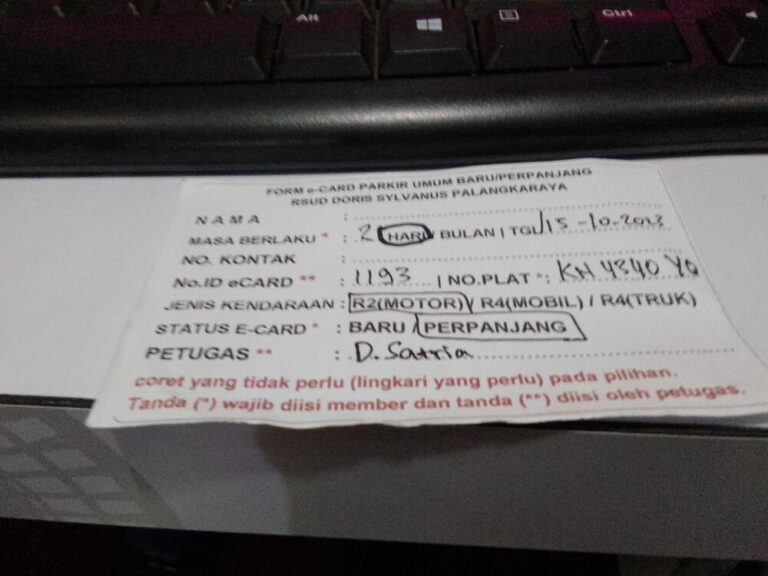 Alt
Ctrl
FORM e-CARD PARKIR UMUM BARU/PERPANJANG
RSUD DORIS SYLVANUS PALANGKARAYA
NAMA :
MASA BERLAKU * : 2 HARI / BULAN | TGL/15-10-2023
NO. KONTAK :
No.ID eCARD ** : 1193 | NO.PLAT *: KH 4340 YQ
JENIS KENDARAAN : R2(MOTOR)/ R4(MOBIL) / R4(TRUK)
STATUS E-CARD * : BARU / PERPANJANG
PETUGAS ** : D. Satria
coret yang tidak perlu (lingkari yang perlu) pada pilihan.
Tanda (*) wajib diisi member dan tanda (**) diisi oleh petugas.